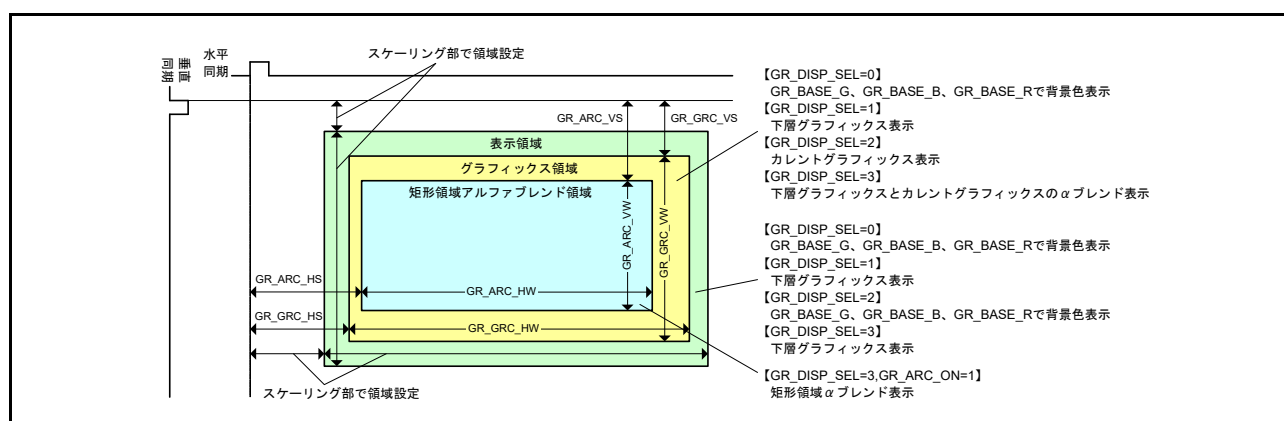 水平
同期
垂直
同期
スケーリング部で領域設定
GR_ARC_VS
GR_GRC_VS
表示領域
グラフィックス領域
矩形領域アルファブレンド領域
GR_ARC_VW
GR_GRC_VW
GR_ARC_HS
GR_ARC_HW
GR_GRC_HS
GR_GRC_HW
スケーリング部で領域設定
【GR_DISP_SEL=0】
GR_BASE_G、GR_BASE_B、GR_BASE_Rで背景色表示
【GR_DISP_SEL=1】
下層グラフィックス表示
【GR_DISP_SEL=2】
カレントグラフィックス表示
【GR_DISP_SEL=3】
下層グラフィックスとカレントグラフィックスのαブレンド表示
【GR_DISP_SEL=0】
GR_BASE_G、GR_BASE_B、GR_BASE_Rで背景色表示
【GR_DISP_SEL=1】
下層グラフィックス表示
【GR_DISP_SEL=2】
GR_BASE_G、GR_BASE_B、GR_BASE_Rで背景色表示
【GR_DISP_SEL=3】
下層グラフィックス表示
【GR_DISP_SEL=3,GR_ARC_ON=1】
矩形領域αブレンド表示